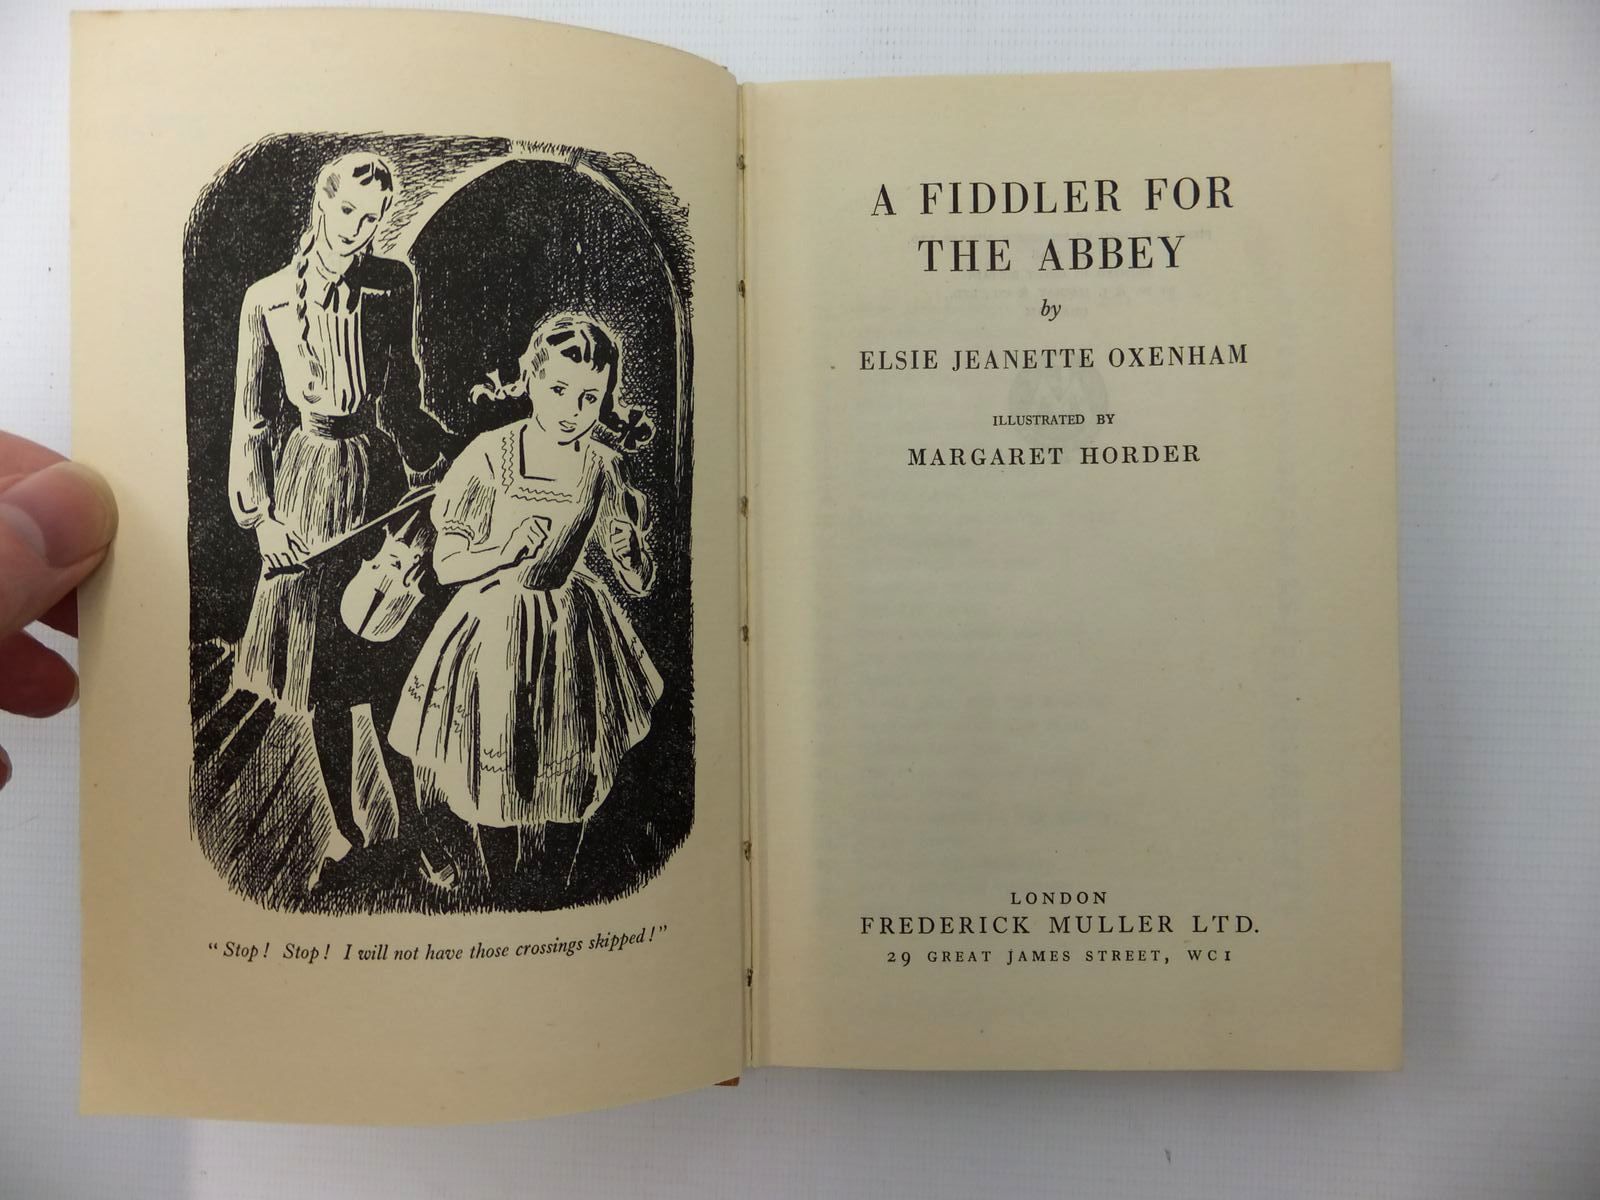 “Stop! Stop! I will not have those crossings skipped!”
A FIDDLER FOR
THE ABBEY
by
ELSIE JEANETTE OXENHAM
ILLUSTRATED BY
MARGARET HORDER
LONDON
FREDERICK MULLER LTD.
29 GREAT JAMES STREET, WC1